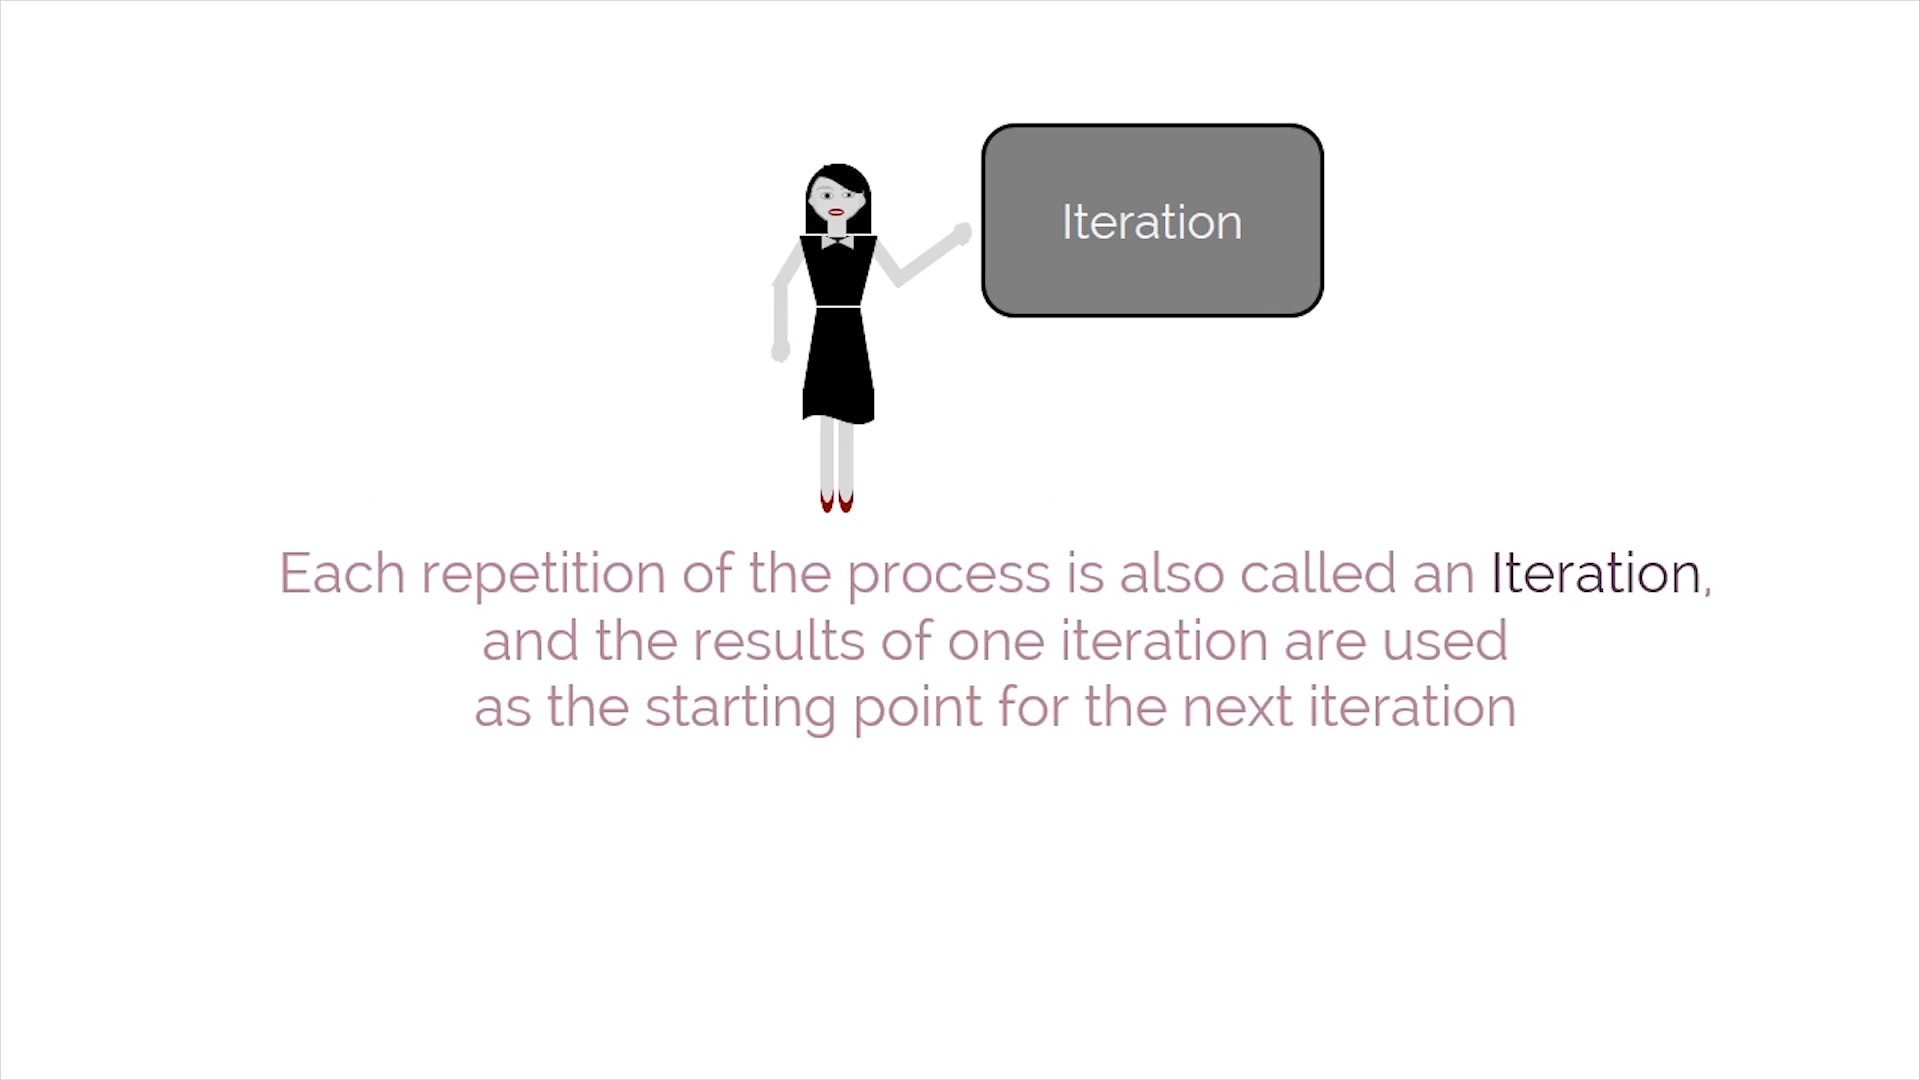 Iteration
Each repetition of the process is also called an Iteration,
and the results of one iteration are used
as the starting point for the next iteration